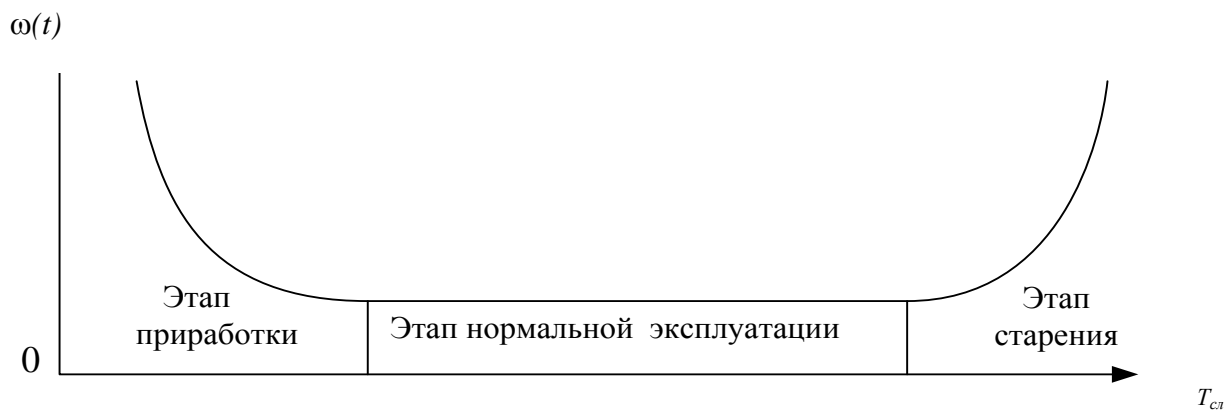 ω(t)
Этап
приработки
Этап нормальной эксплуатации
Этап
старения
0
Tсл